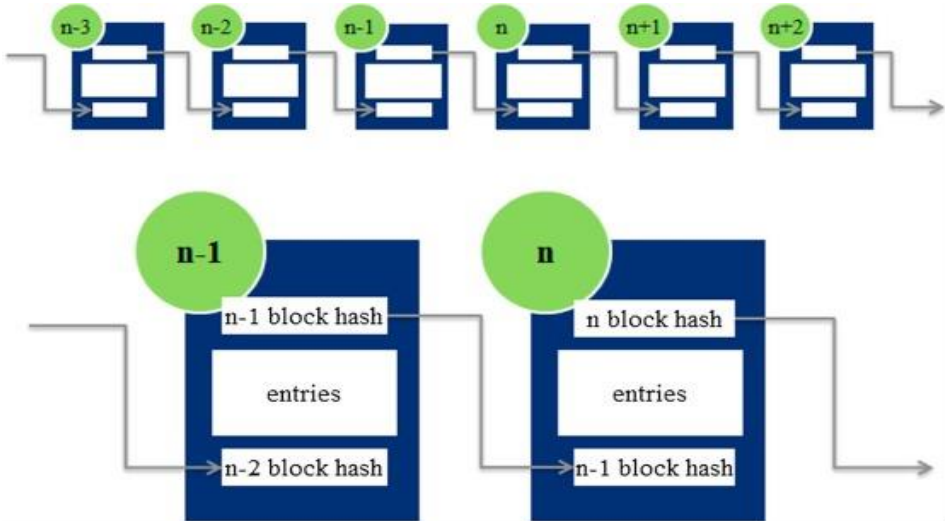 n-3
n-2
n-1
n
n+1
n+2
n-1
n
n-1 block hash
n block hash
entries
entries
n-2 block hash
n-1 block hash